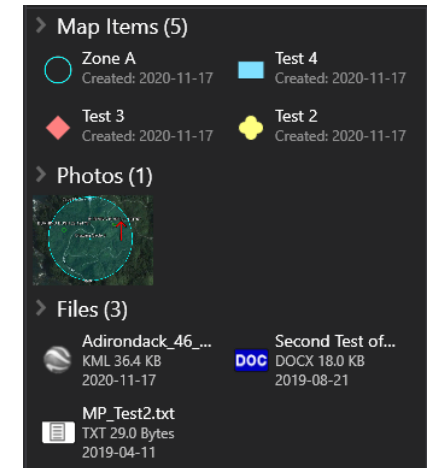 Map Items (5)
Zone A
Created: 2020-11-17
Test 4
Created: 2020-11-17
Test 3
Created: 2020-11-17
Test 2
Created: 2020-11-17
Photos (1)
Files (3)
Adirondack_46_...
KML 36.4 KB
2020-11-17
DOC
Second Test of...
DOCX 18.0 KB
2019-08-21
MP_Test2.txt
TXT 29.0 Bytes
2019-04-11